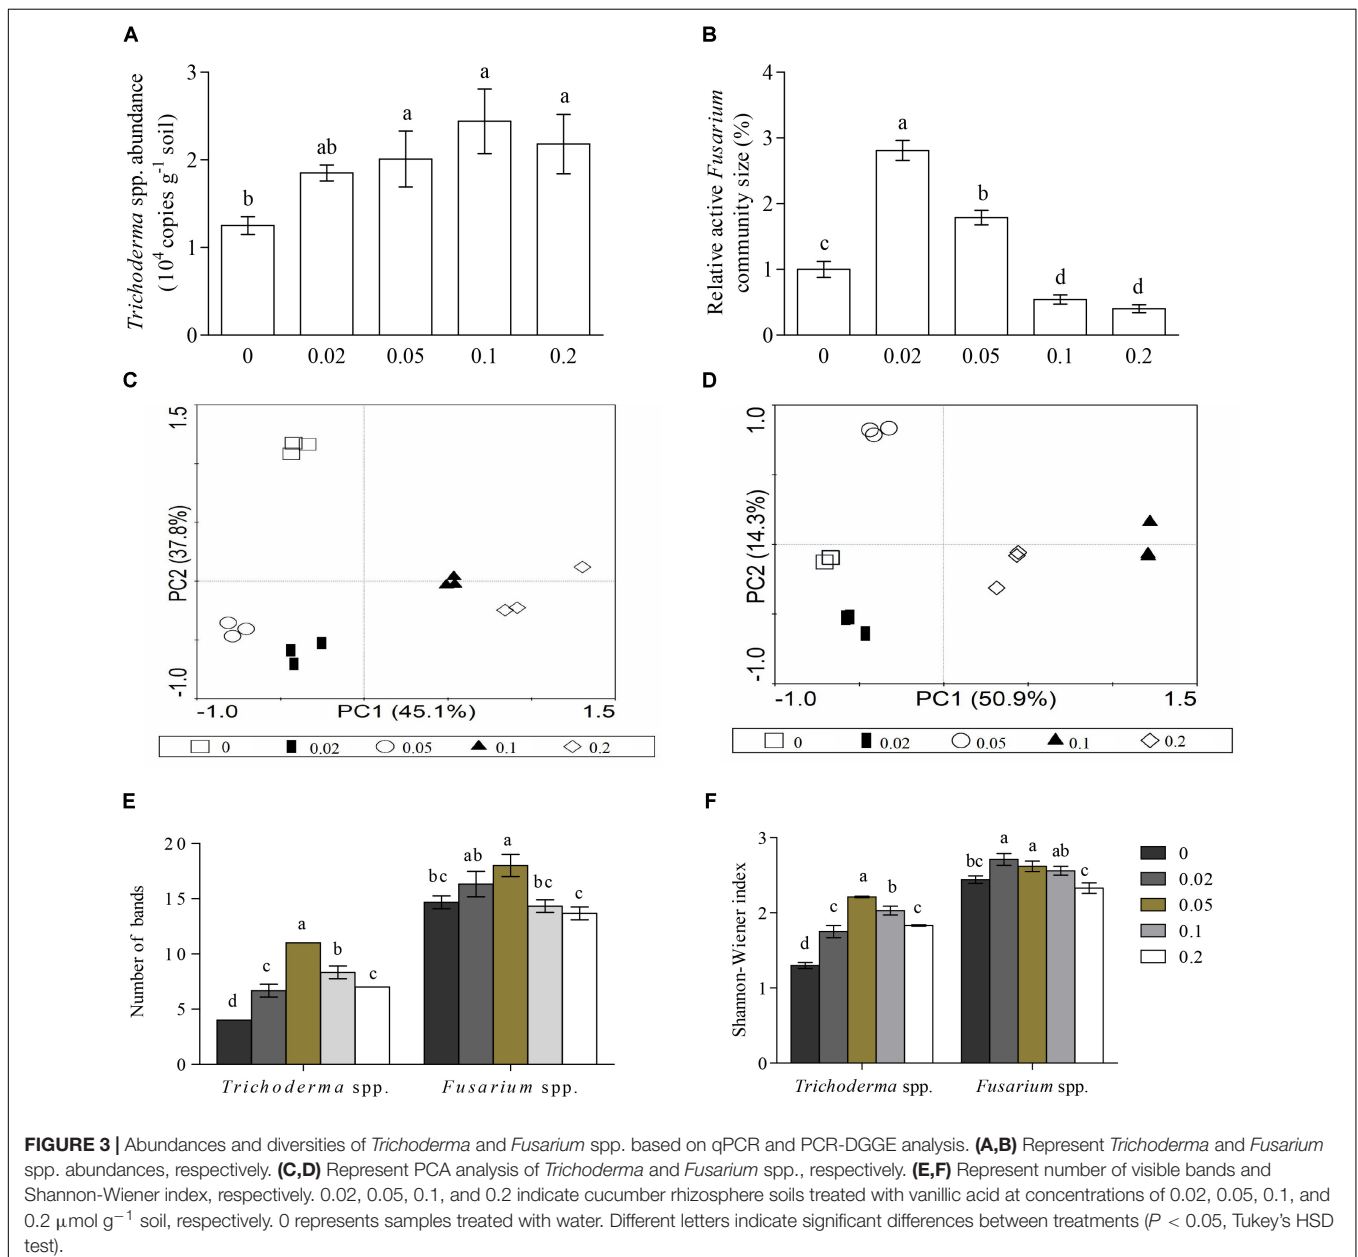 A
Trichoderma spp. abundance
(10⁴ copies g⁻¹ soil)
3
2
1
0
b
ab
a
a
a
0 0.02 0.05 0.1 0.2
B
Relative active Fusarium
community size (%)
4
3
2
1
0
c
a
b
d
d
0 0.02 0.05 0.1 0.2
C
1.5
PC2 (37.8%)
-1.0
-1.0 PC1 (45.1%) 1.5
0 0.02 0.05 0.1 0.2
D
1.0
PC2 (14.3%)
-1.0
-1.0 PC1 (50.9%) 1.5
0 0.02 0.05 0.1 0.2
E
Number of bands
20
15
10
5
0
d c a b c
bc ab a bc c
Trichoderma spp. Fusarium spp.
F
Shannon-Wiener index
3
2
1
0
d c a b c
bc a a ab c
Trichoderma spp. Fusarium spp.
0
0.02
0.05
0.1
0.2
FIGURE 3 | Abundances and diversities of Trichoderma and Fusarium spp. based on qPCR and PCR-DGGE analysis. (A,B) Represent Trichoderma and Fusarium
spp. abundances, respectively. (C,D) Represent PCA analysis of Trichoderma and Fusarium spp., respectively. (E,F) Represent number of visible bands and
Shannon-Wiener index, respectively. 0.02, 0.05, 0.1, and 0.2 indicate cucumber rhizosphere soils treated with vanillic acid at concentrations of 0.02, 0.05, 0.1, and
0.2 μmol g⁻¹ soil, respectively. 0 represents samples treated with water. Different letters indicate significant differences between treatments (P < 0.05, Tukey's HSD
test).